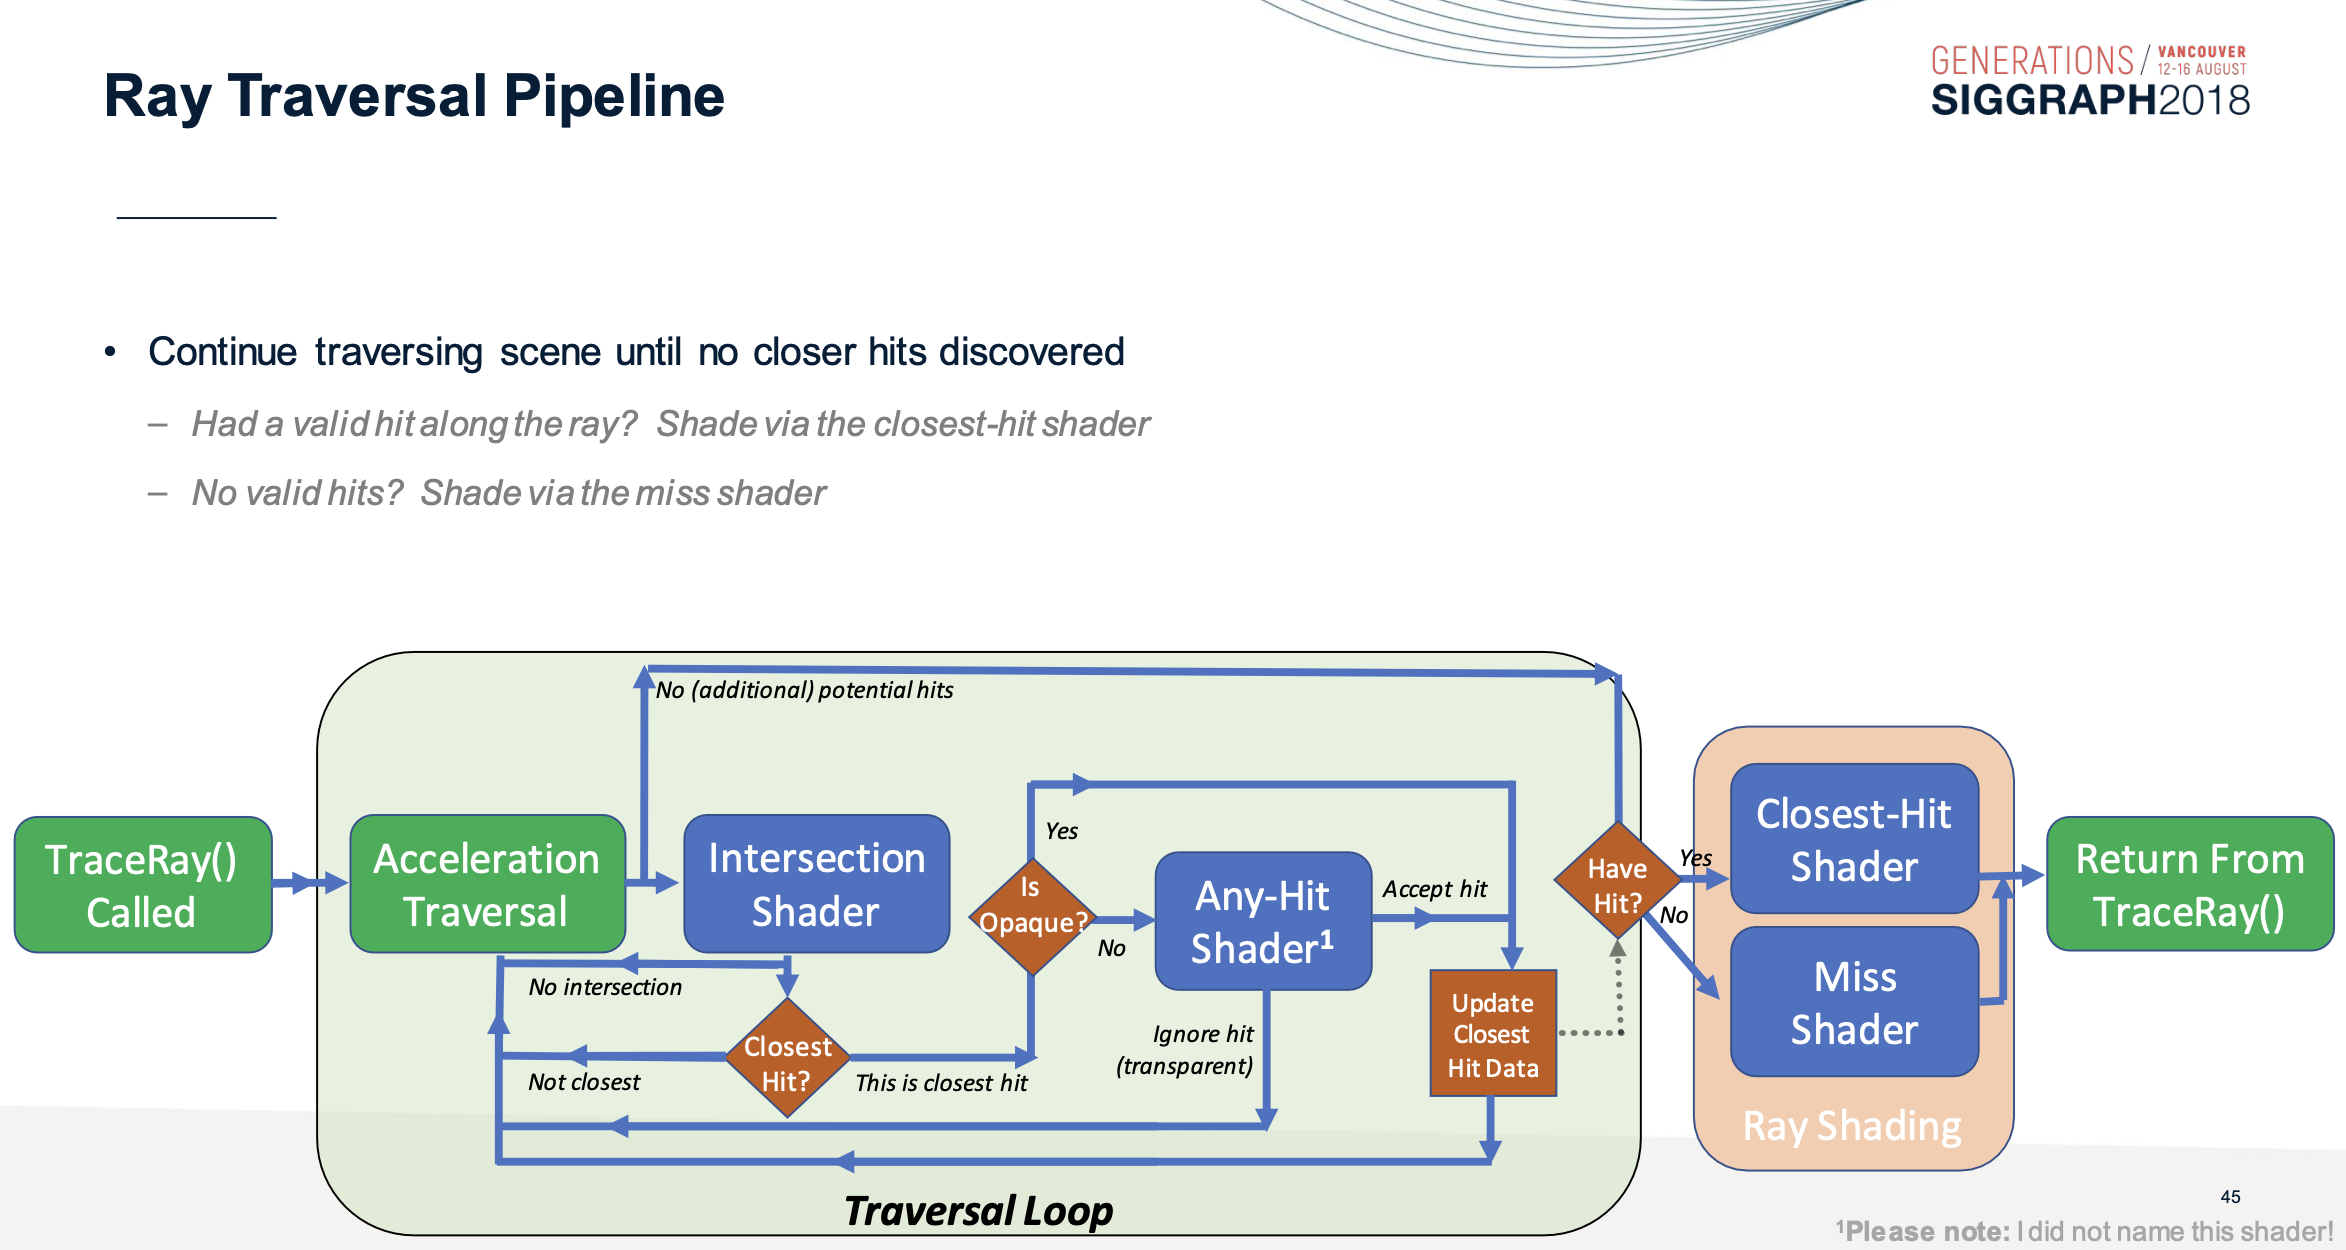 Ray Traversal Pipeline
GENERATIONS / VANCOUVER
12-16 AUGUST
SIGGRAPH2018
• Continue traversing scene until no closer hits discovered
– Had a valid hit along the ray? Shade via the closest-hit shader
– No valid hits? Shade via the miss shader
No (additional) potential hits
TraceRay()
Called
Acceleration
Traversal
Intersection
Shader
No intersection
Closest
Hit?
Not closest
This is closest hit
Is
Opaque?
Yes
No
Any-Hit
Shader¹
Accept hit
Ignore hit
(transparent)
Update
Closest
Hit Data
Have
Hit?
Yes
No
Closest-Hit
Shader
Miss
Shader
Ray Shading
Return From
TraceRay()
Traversal Loop
45
¹Please note: I did not name this shader!